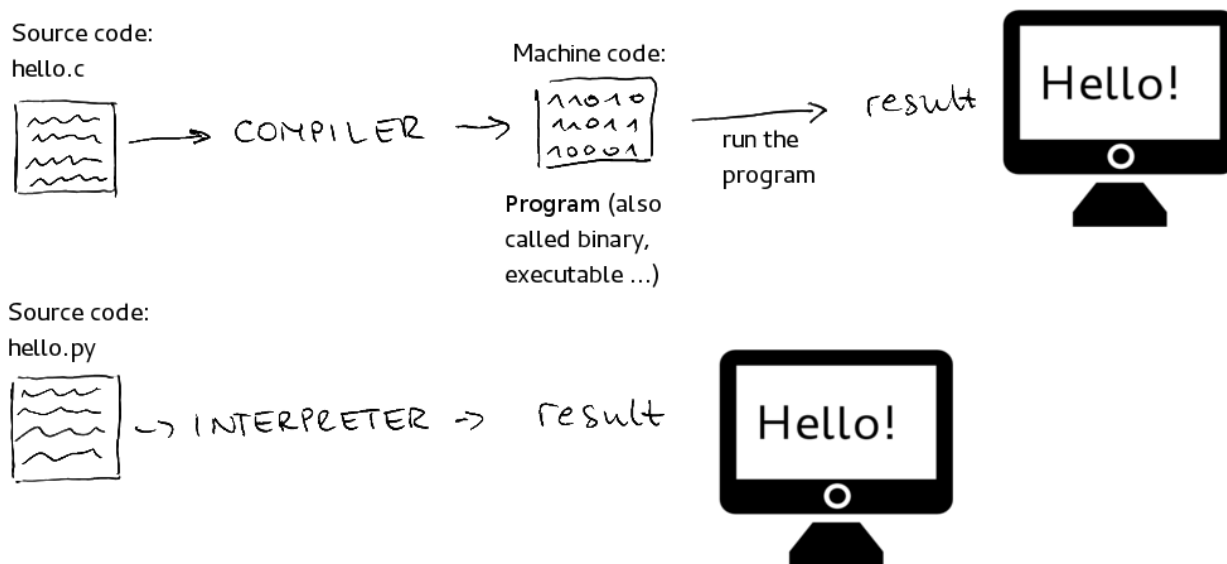 Source code:
hello.c
COMPILER
Machine code:
11010
11011
10001
Program (also
called binary,
executable ...)
run the
program
result
Hello!
Source code:
hello.py
INTERPRETER
result
Hello!